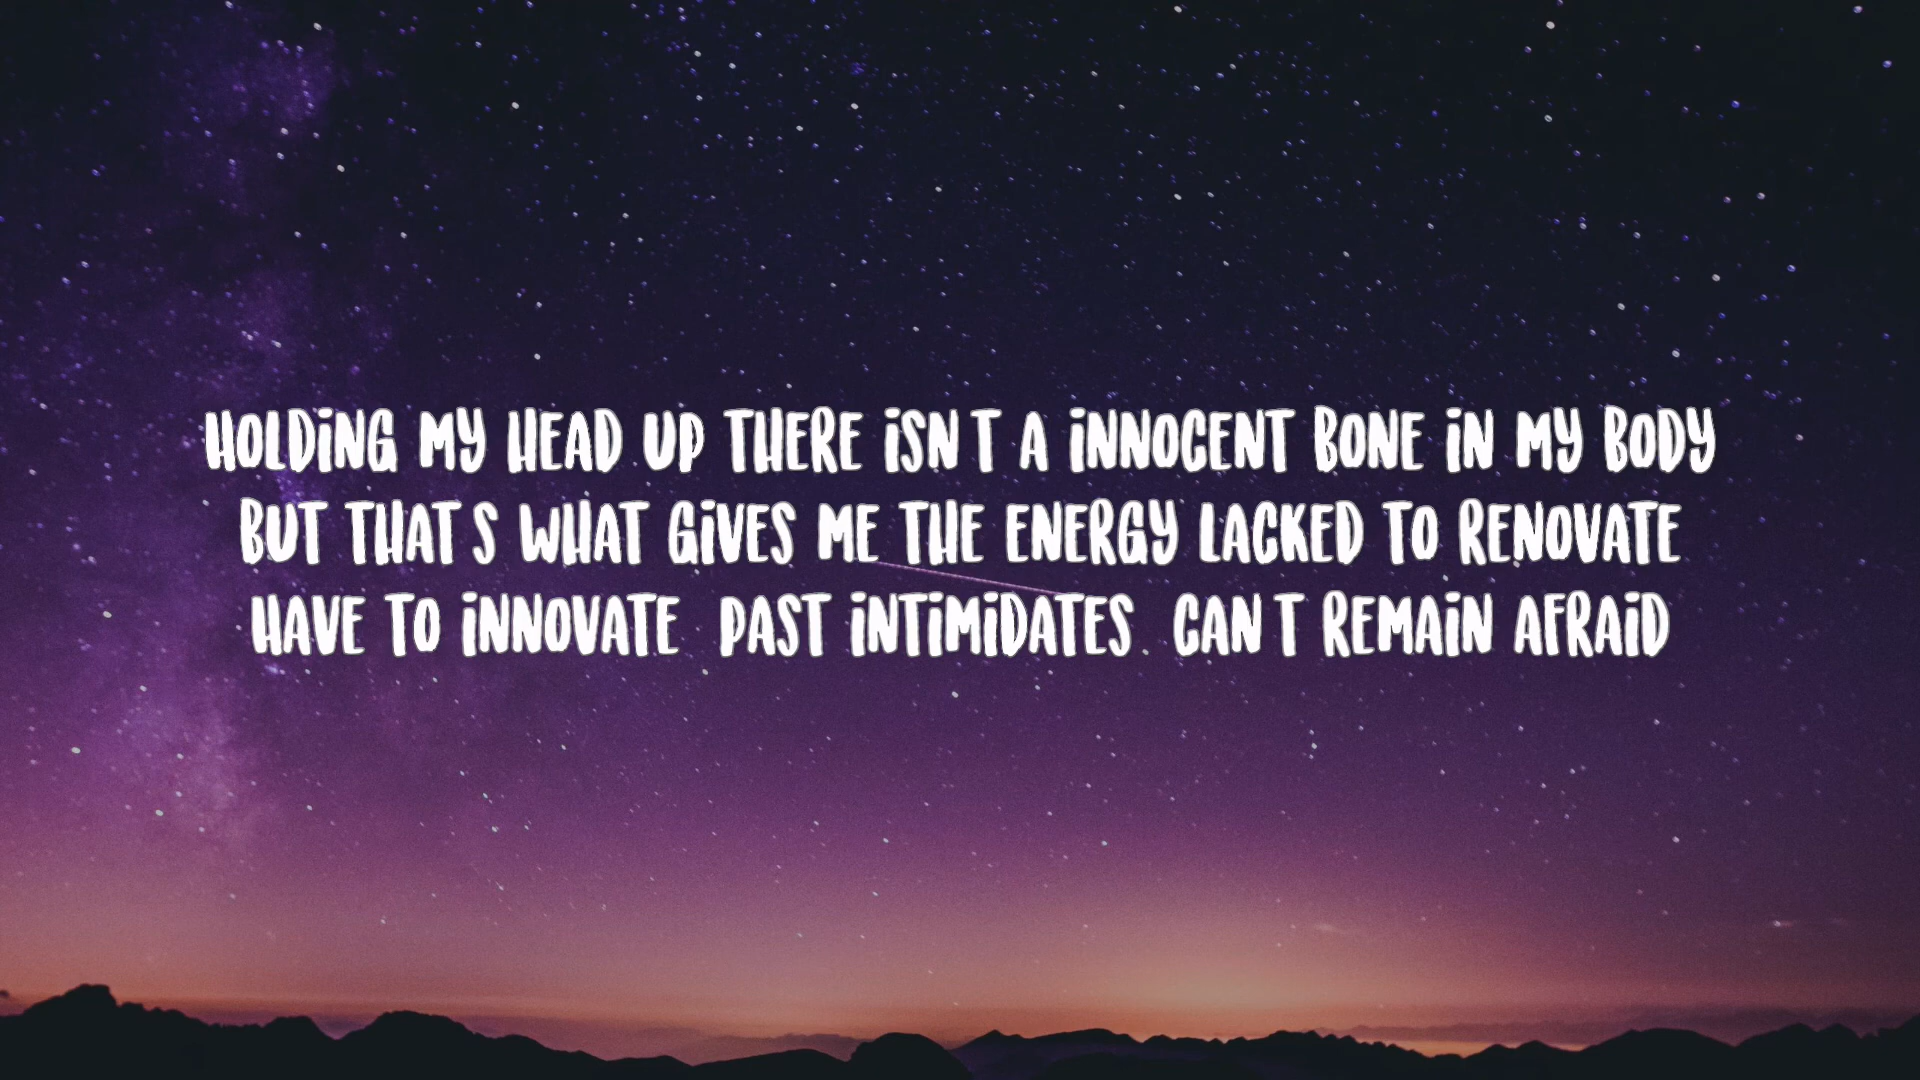 HOLDiNG MY HEAD UP THERE iSN T A iNNOCENT BONE iN MY BODY
BUT THAT S WHAT GiVES ME THE ENERGY LACKED TO RENOVATE
HAVE TO iNNOVATE  PAST iNTiMiDATES  CAN T REMAiN AFRAiD